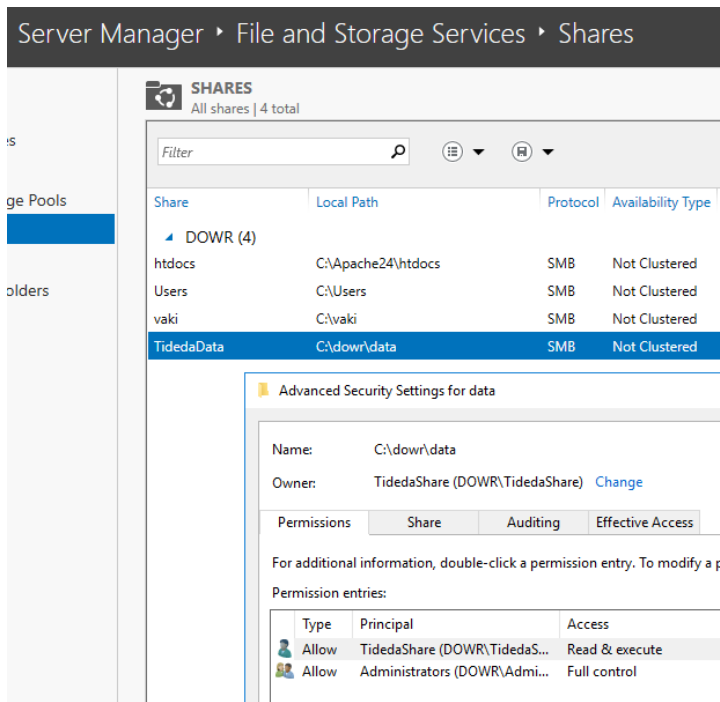 Server Manager ‣ File and Storage Services ‣ Shares
SHARES
All shares | 4 total
Filter
Pools
Share Local Path Protocol Availability Type
DOWR (4)
htdocs C:\Apache24\htdocs SMB Not Clustered
Users C:\Users SMB Not Clustered
vaki C:\vaki SMB Not Clustered
TidedaData C:\dowr\data SMB Not Clustered
Advanced Security Settings for data
Name: C:\dowr\data
Owner: TidedaShare (DOWR\TidedaShare) Change
Permissions Share Auditing Effective Access
For additional information, double-click a permission entry. To modify a
Permission entries:
Type Principal Access
Allow TidedaShare (DOWR\TidedaS... Read & execute
Allow Administrators (DOWR\Admi... Full control